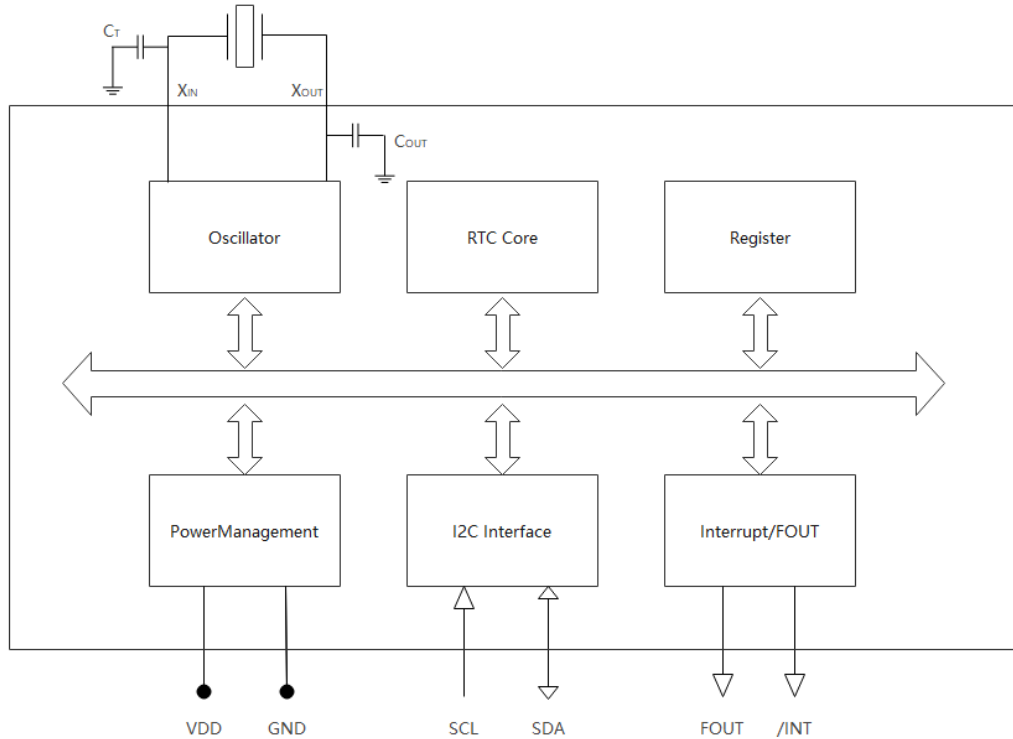 CT
XIN
XOUT
COUT
Oscillator
RTC Core
Register
PowerManagement
I2C Interface
Interrupt/FOUT
VDD
GND
SCL
SDA
FOUT
/INT